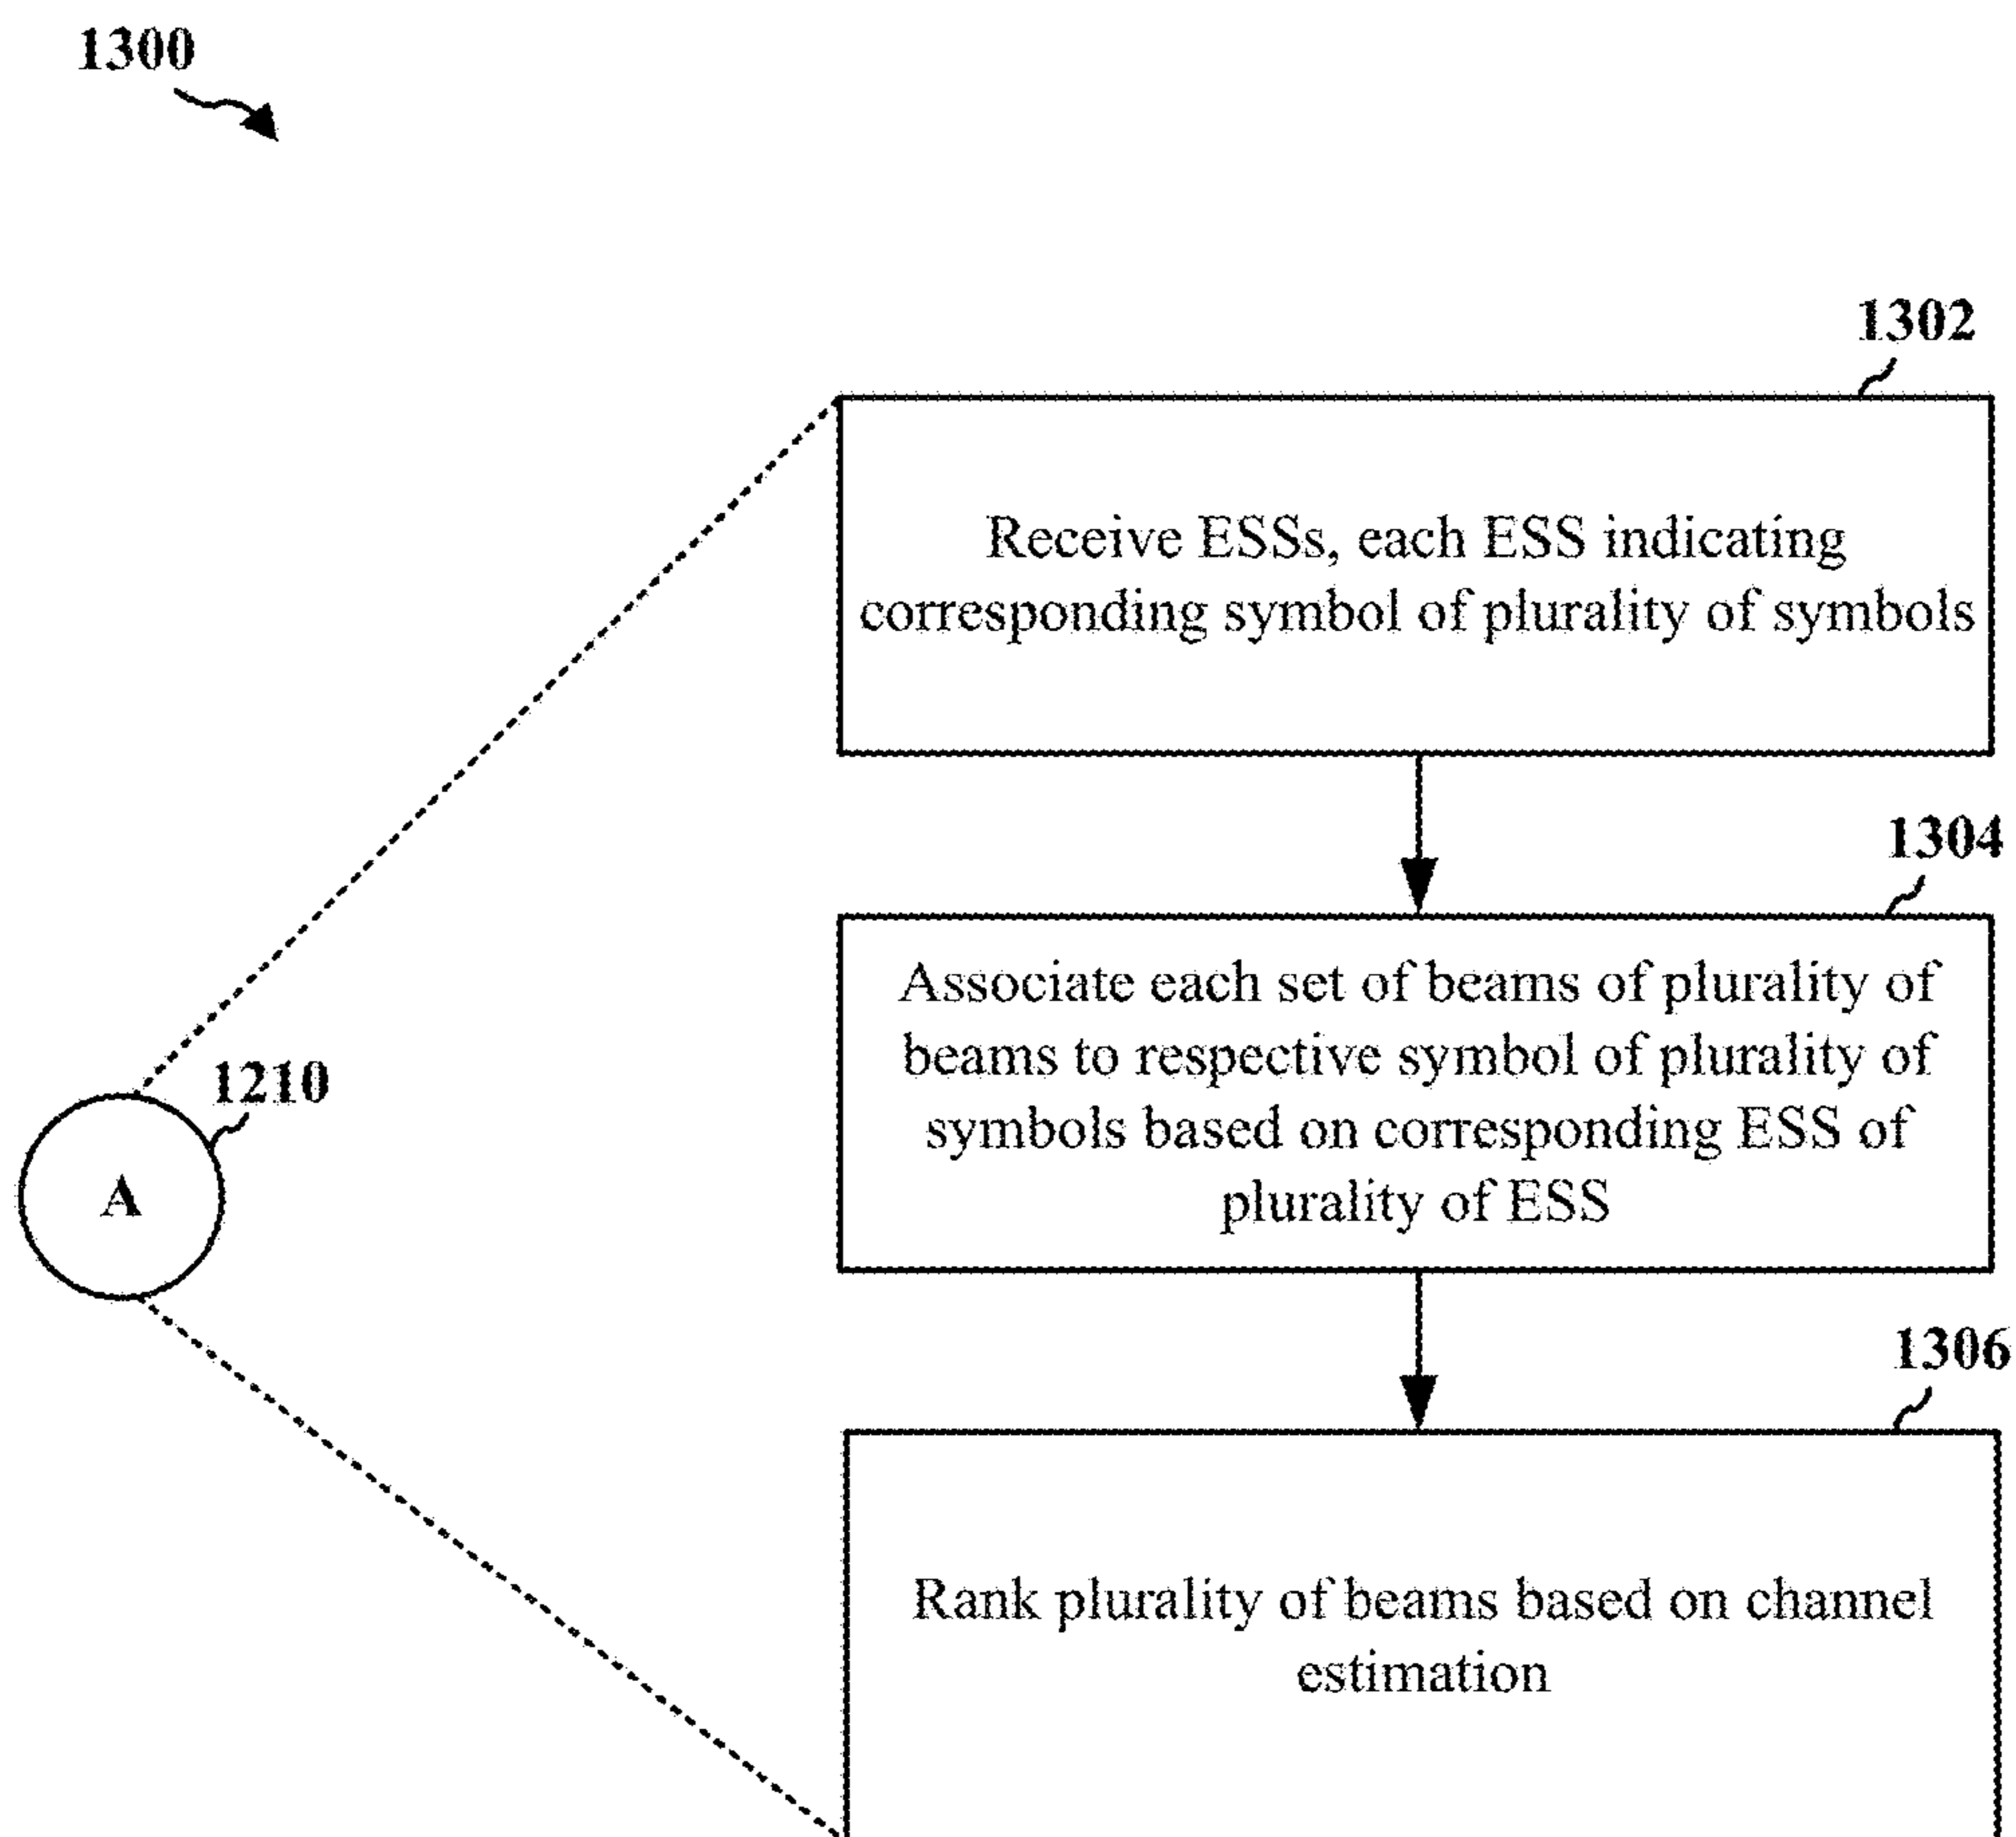 1300
1302
Receive ESSs, each ESS indicating
corresponding symbol of plurality of symbols
1304
Associate each set of beams of plurality of
beams to respective symbol of plurality of
symbols based on corresponding ESS of
plurality of ESS
1210
A
1306
Rank plurality of beams based on channel
estimation